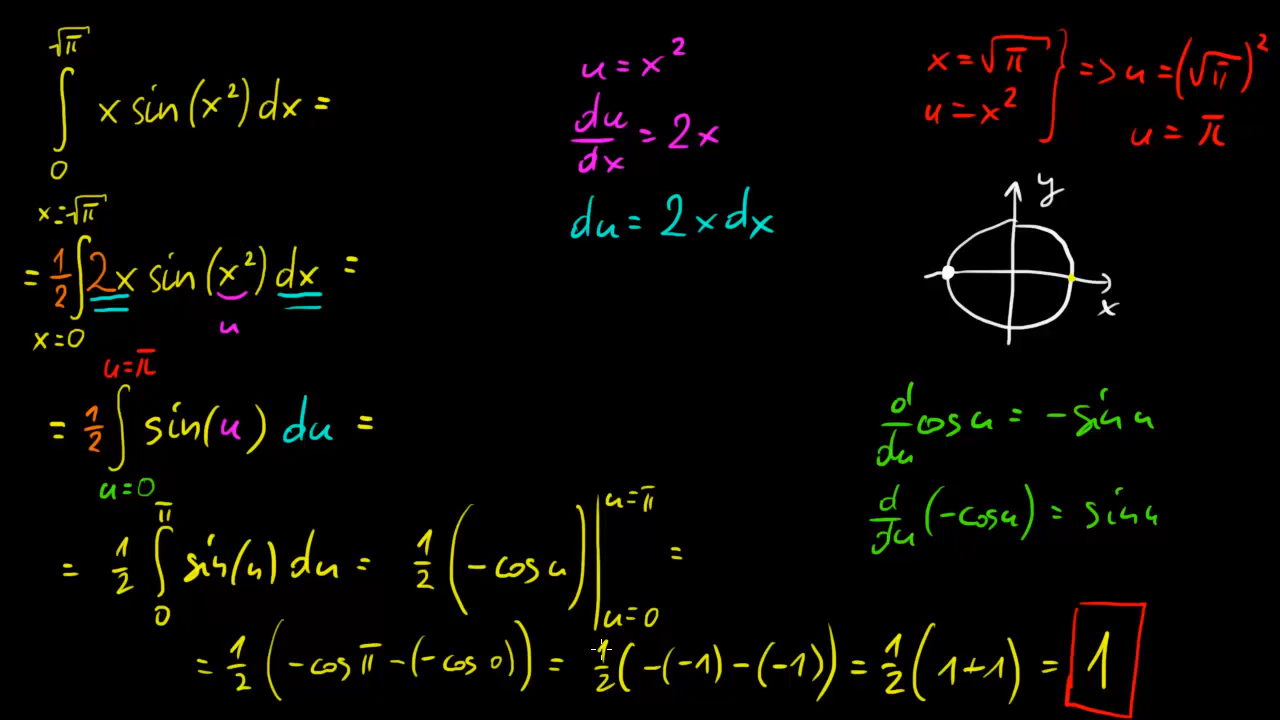 √π
∫ x sin(x²) dx =
0
x=√π
= 1/2 ∫ 2x sin(x²) dx =
u
x=0
u=π
= 1/2 ∫ sin(u) du =
u=0
= 1/2 ∫₀^π sin(u) du = 1/2 (-cos u) |
u=π
=
u=0
= 1/2 (-cos π - (-cos 0)) = 1/2 (-(-1) - (-1)) = 1/2 (1+1) = 1
u = x²
du/dx = 2x
du = 2x dx
x = √π
u = x²
} => u = (√π)²
u = π
y
x
d/du cos u = - sin u
d/du (-cos u) = sin u